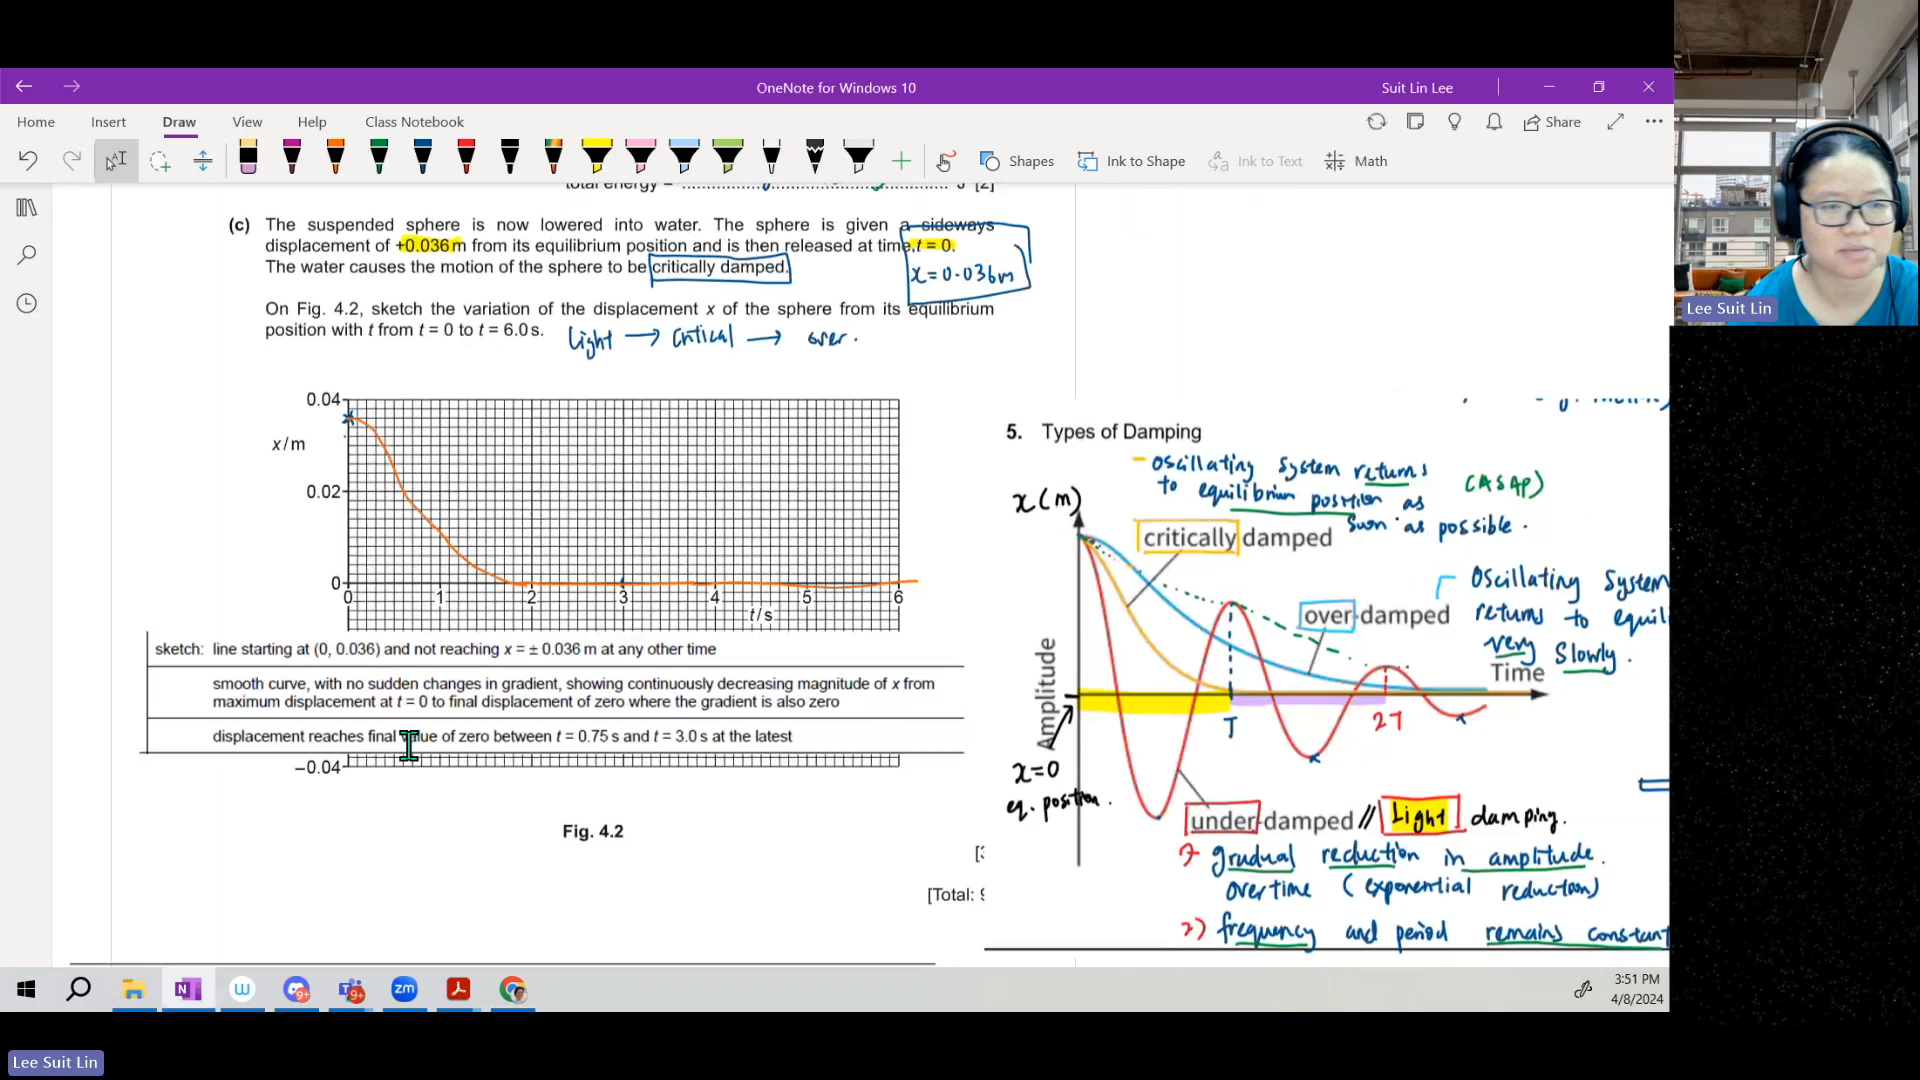 OneNote for Windows 10
Suit Lin Lee
Home Insert Draw View Help Class Notebook
Share
Shapes Ink to Shape Ink to Text Math
total energy = ........................................ J [2]
(c) The suspended sphere is now lowered into water. The sphere is given a sideways
displacement of +0.036 m from its equilibrium position and is then released at time t = 0.
The water causes the motion of the sphere to be critically damped.
x = 0.036m
On Fig. 4.2, sketch the variation of the displacement x of the sphere from its equilibrium
position with t from t = 0 to t = 6.0 s.
Light → critical → over.
0.04
x / m
0.02
0
0 1 2 3 4 5 6
t / s
sketch: line starting at (0, 0.036) and not reaching x = ± 0.036 m at any other time
smooth curve, with no sudden changes in gradient, showing continuously decreasing magnitude of x from
maximum displacement at t = 0 to final displacement of zero where the gradient is also zero
displacement reaches final value of zero between t = 0.75 s and t = 3.0 s at the latest
–0.04
Fig. 4.2
[Total:
5. Types of Damping
- Oscillating system returns
to equilibrium position as
soon as possible.
(ASAP)
x (m)
critically damped
Oscillating System
returns to
very slowly.
over-damped
Time
Amplitude
T
2T
x=0
eq. position.
under-damped // Light damping.
gradual reduction in amplitude.
overtime (exponential reduction)
2) frequency and period remains constant
Lee Suit Lin
3:51 PM
4/8/2024
Lee Suit Lin